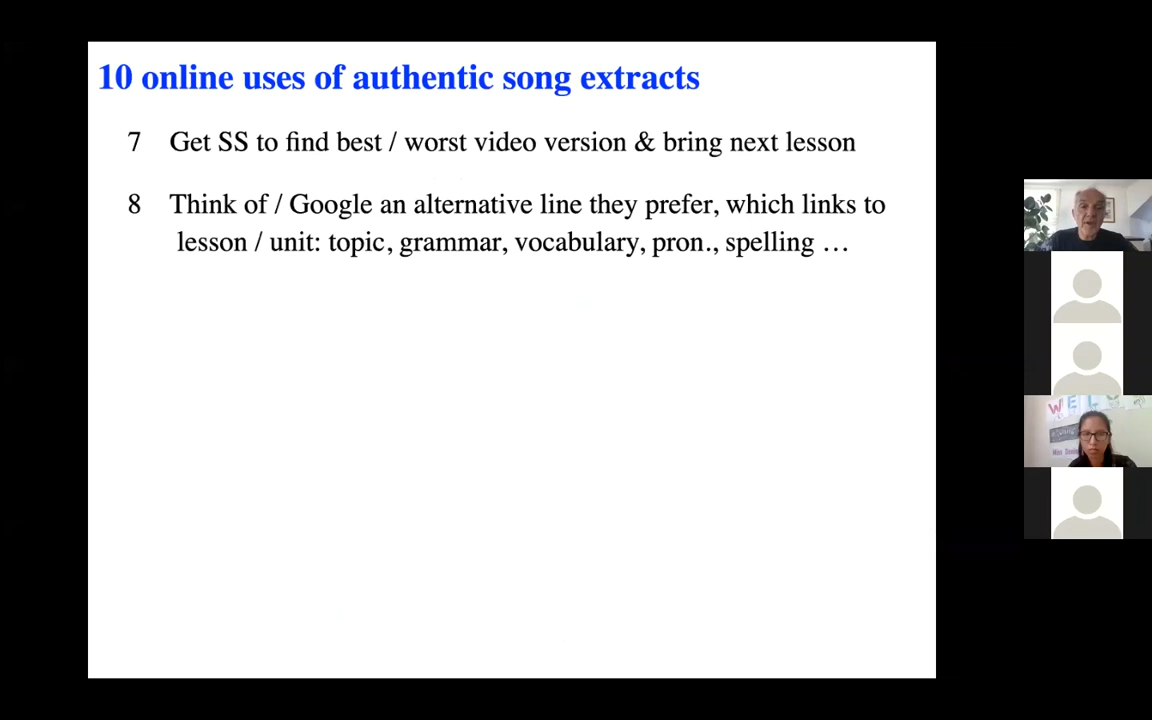 10 online uses of authentic song extracts
7 Get SS to find best / worst video version & bring next lesson
8 Think of / Google an alternative line they prefer, which links to
lesson / unit: topic, grammar, vocabulary, pron., spelling …
W E L